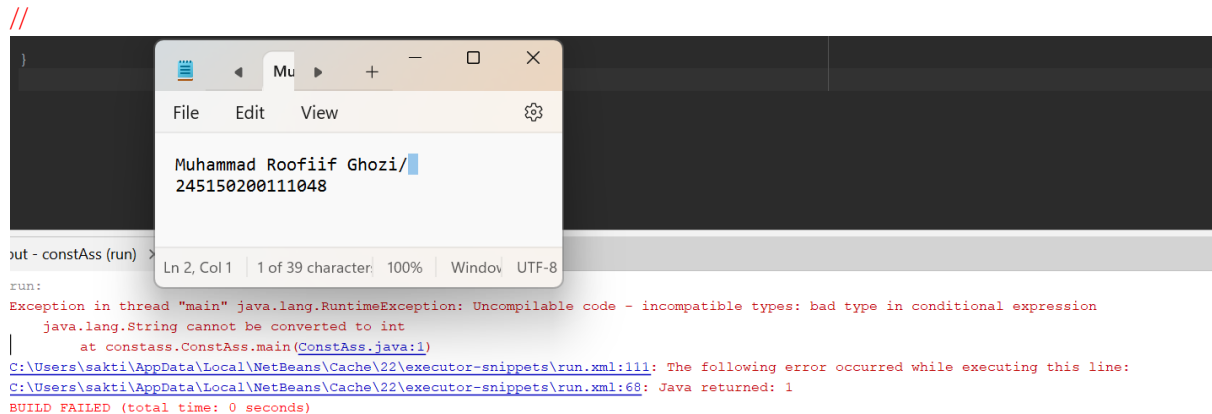 //
}
Mu
File Edit View
Muhammad Roofiif Ghozi/
245150200111048
Ln 2, Col 1 1 of 39 character 100% Window UTF-8
out - constAss (run)
run:
Exception in thread "main" java.lang.RuntimeException: Uncompilable code - incompatible types: bad type in conditional expression
java.lang.String cannot be converted to int
at constass.ConstAss.main(ConstAss.java:1)
C:\Users\sakti\AppData\Local\NetBeans\Cache\22\executor-snippets\run.xml:111: The following error occurred while executing this line:
C:\Users\sakti\AppData\Local\NetBeans\Cache\22\executor-snippets\run.xml:68: Java returned: 1
BUILD FAILED (total time: 0 seconds)